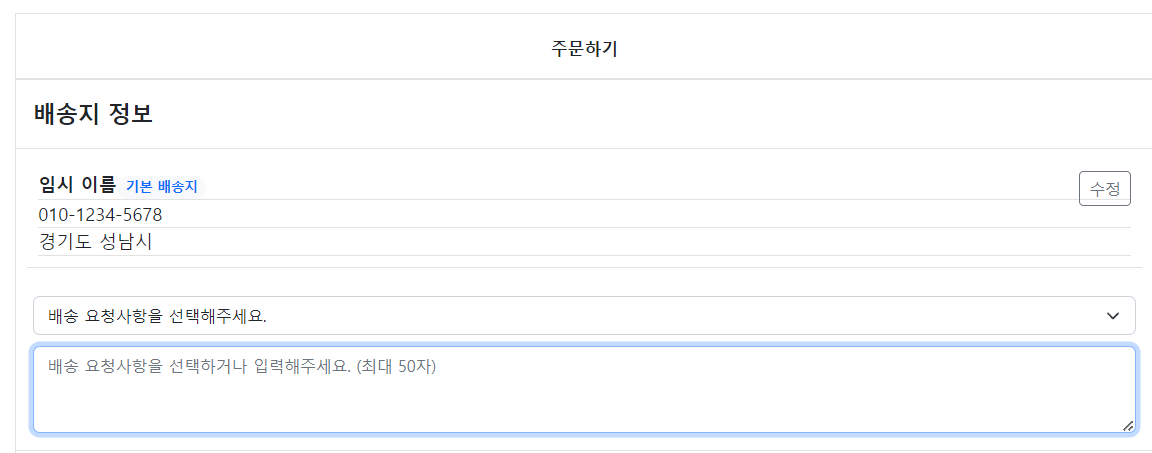 주문하기
배송지 정보
임시 이름 기본 배송지
수정
010-1234-5678
경기도 성남시
배송 요청사항을 선택해주세요.
배송 요청사항을 선택하거나 입력해주세요. (최대 50자)